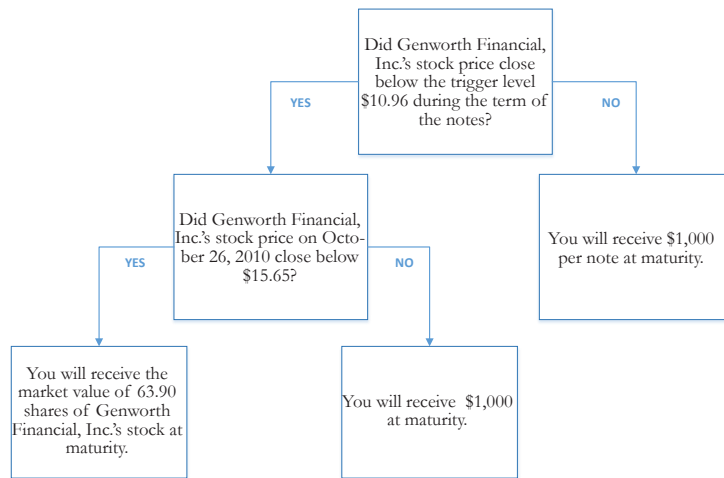 Did Genworth Financial,
Inc.'s stock price close
below the trigger level
$10.96 during the term of
the notes?
YES
NO
Did Genworth Financial,
Inc.'s stock price on Octo-
ber 26, 2010 close below
$15.65?
You will receive $1,000
per note at maturity.
YES
NO
You will receive the
market value of 63.90
shares of Genworth
Financial, Inc.'s stock at
maturity.
You will receive $1,000
at maturity.